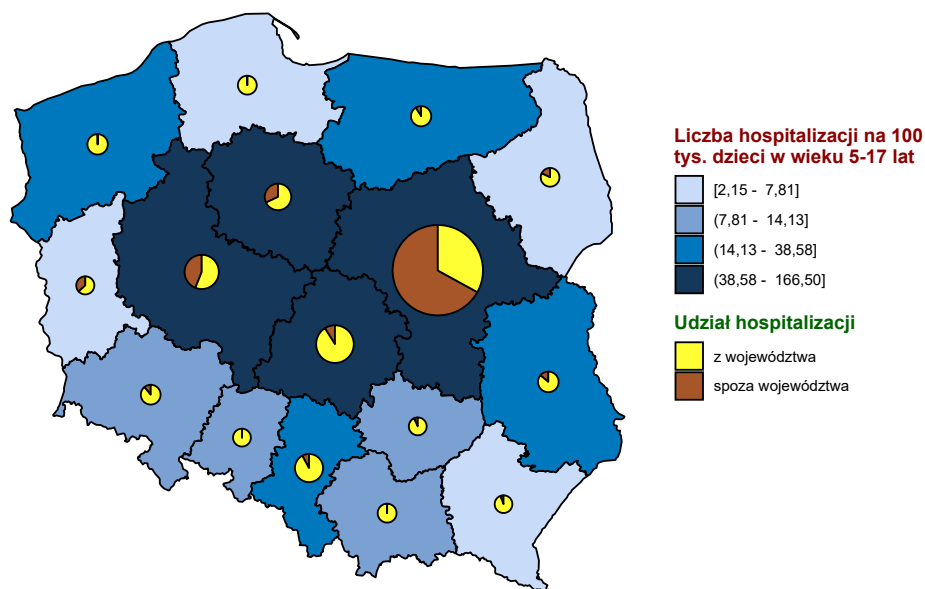 Liczba hospitalizacji na 100
tys. dzieci w wieku 5-17 lat
[2,15 - 7,81]
(7,81 - 14,13]
(14,13 - 38,58]
(38,58 - 166,50]
Udział hospitalizacji
z województwa
spoza województwa